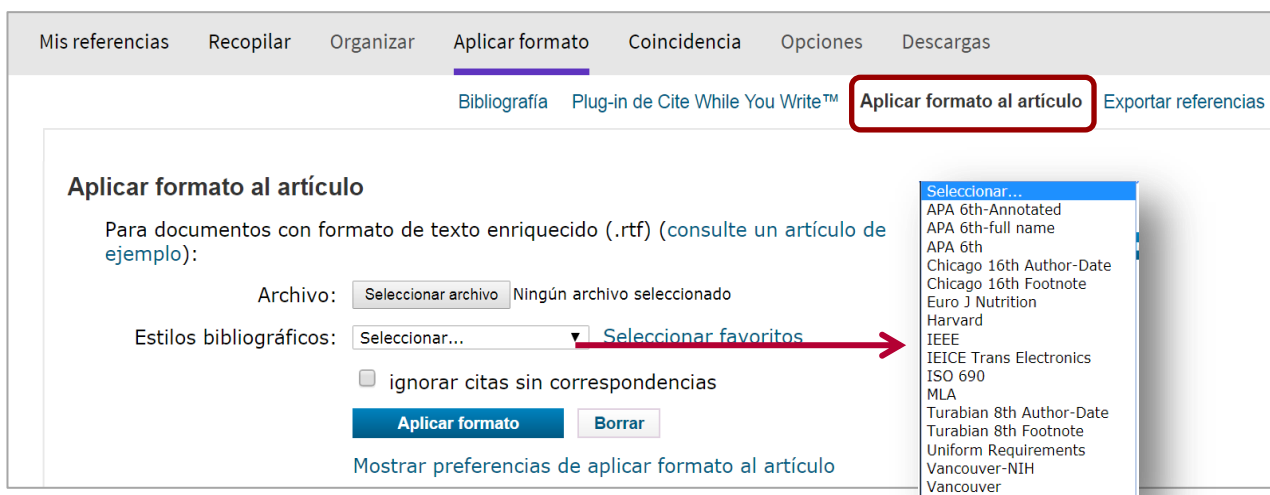 Mis referencias Recopilar Organizar Aplicar formato Coincidencia Opciones Descargas
Bibliografía Plug-in de Cite While You Write™ Aplicar formato al artículo Exportar referencias
Aplicar formato al artículo
Para documentos con formato de texto enriquecido (.rtf) (consulte un artículo de
ejemplo):
Archivo: Seleccionar archivo Ningún archivo seleccionado
Estilos bibliográficos: Seleccionar... Seleccionar favoritos
ignorar citas sin correspondencias
Aplicar formato Borrar
Mostrar preferencias de aplicar formato al artículo
Seleccionar...
APA 6th-Annotated
APA 6th-full name
APA 6th
Chicago 16th Author-Date
Chicago 16th Footnote
Euro J Nutrition
Harvard
IEEE
IEICE Trans Electronics
ISO 690
MLA
Turabian 8th Author-Date
Turabian 8th Footnote
Uniform Requirements
Vancouver-NIH
Vancouver